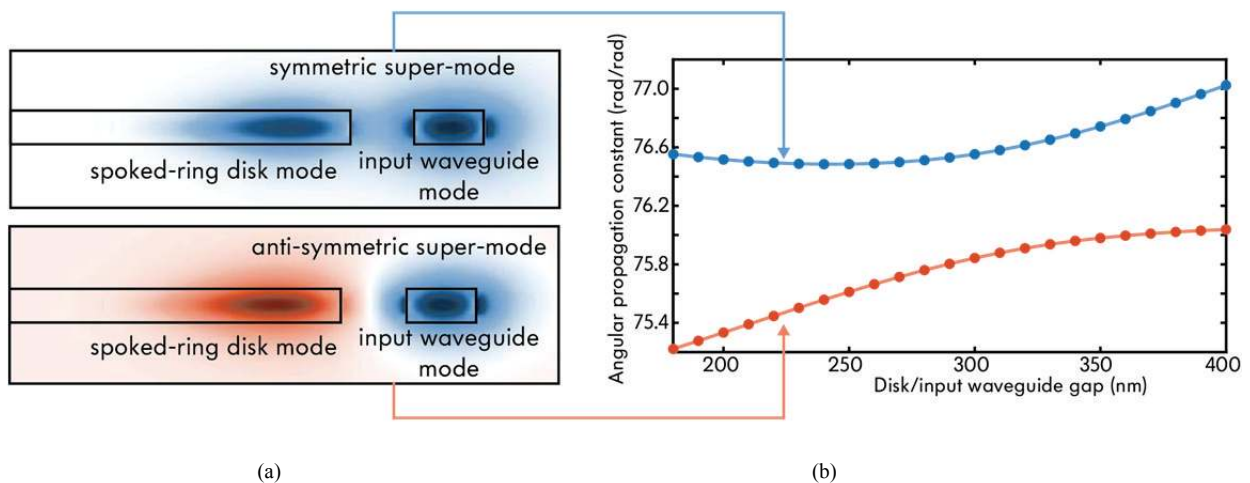 symmetric super-mode
spoked-ring disk mode
input waveguide
mode
anti-symmetric super-mode
spoked-ring disk mode
input waveguide
mode
(a)
Angular propagation constant (rad/rad)
77.0
76.6
76.2
75.8
75.4
200
250
300
350
400
Disk/input waveguide gap (nm)
(b)